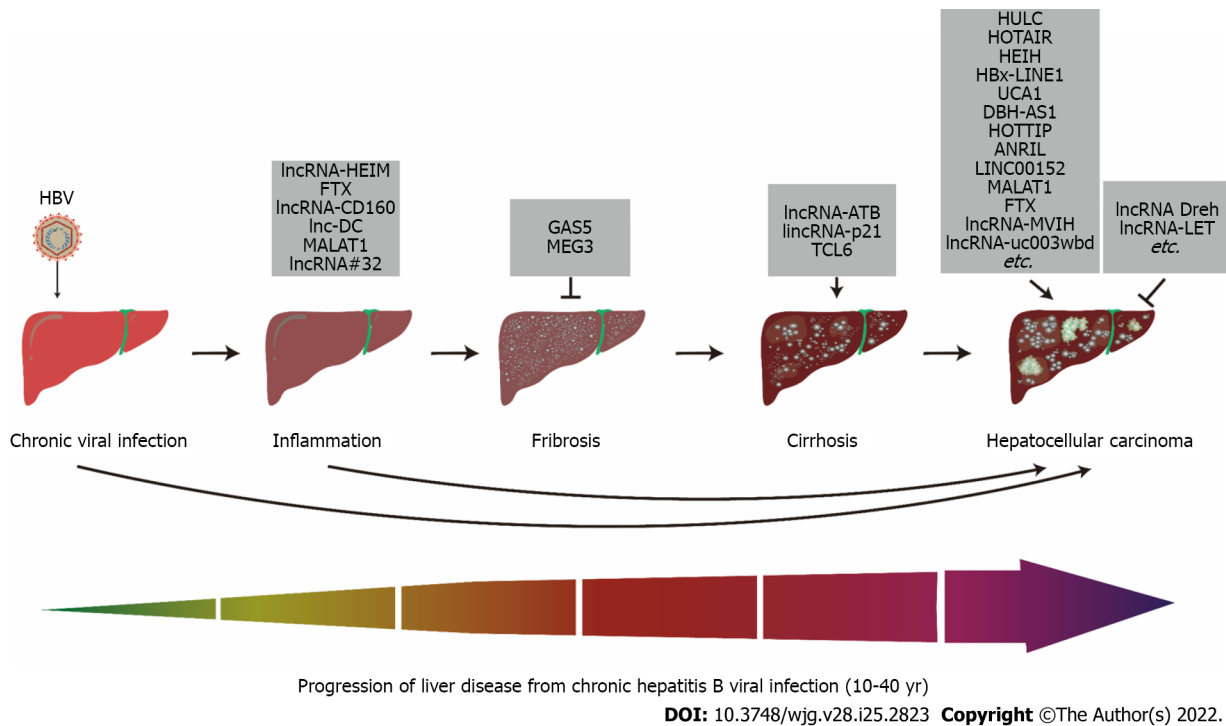 HBV
lncRNA-HEIM
FTX
lncRNA-CD160
lnc-DC
MALAT1
lncRNA#32
GAS5
MEG3
lncRNA-ATB
lincRNA-p21
TCL6
HULC
HOTAIR
HEIH
HBx-LINE1
UCA1
DBH-AS1
HOTTIP
ANRIL
LINC00152
MALAT1
FTX
lncRNA-MVIH
lncRNA-uc003wbd
etc.
lncRNA Dreh
lncRNA-LET
etc.
Chronic viral infection
Inflammation
Fribrosis
Cirrhosis
Hepatocellular carcinoma
Progression of liver disease from chronic hepatitis B viral infection (10-40 yr)
DOI: 10.3748/wjg.v28.i25.2823 Copyright ©The Author(s) 2022.